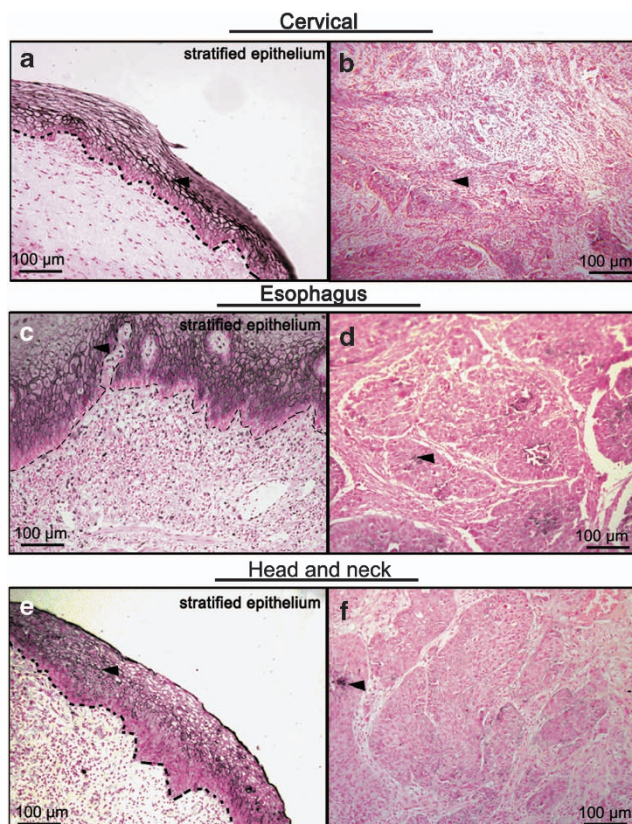 Cervical
a
stratified epithelium
100 µm
b
100 µm
Esophagus
c
stratified epithelium
100 µm
d
100 µm
Head and neck
e
stratified epithelium
100 µm
f
100 µm